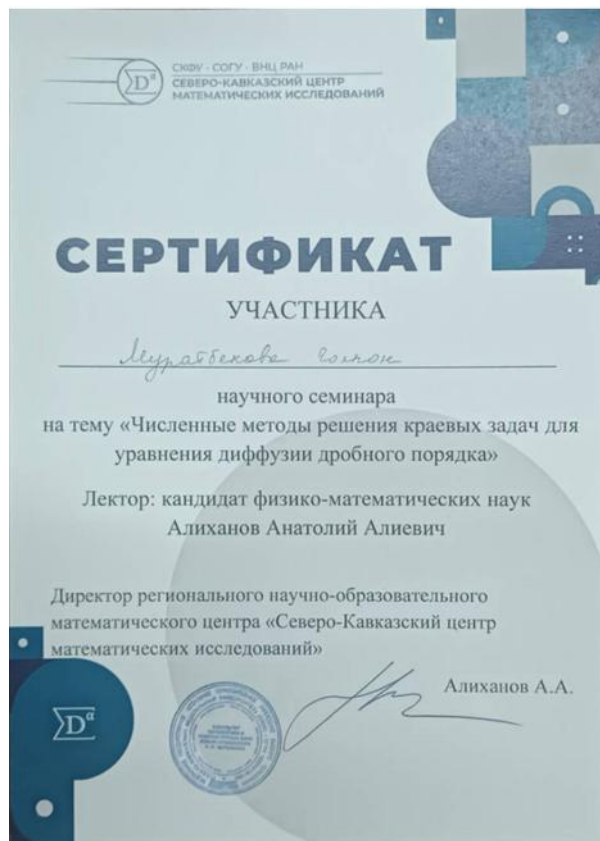 СКФУ · СОГУ · ВНЦ РАН
СЕВЕРО-КАВКАЗСКИЙ ЦЕНТР
МАТЕМАТИЧЕСКИХ ИССЛЕДОВАНИЙ
Dᵅ
СЕРТИФИКАТ
УЧАСТНИКА
Муратбекова
научного семинара
на тему «Численные методы решения краевых задач для
уравнения диффузии дробного порядка»
Лектор: кандидат физико-математических наук
Алиханов Анатолий Алиевич
Директор регионального научно-образовательного
математического центра «Северо-Кавказский центр
математических исследований»
Алиханов А.А.
ΣDᵅ